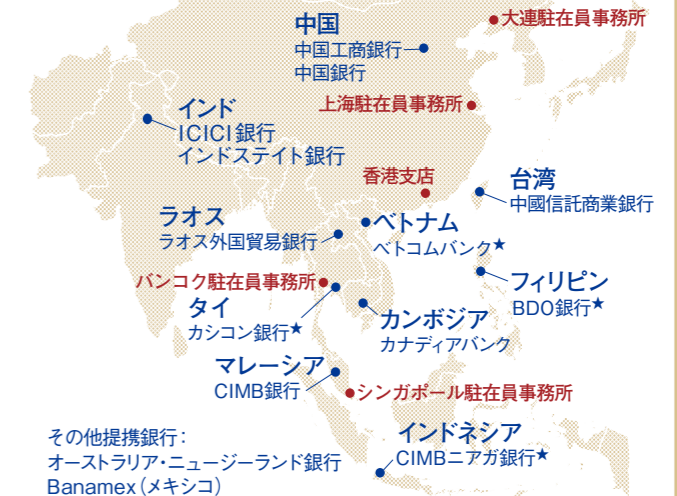 中国
中国工商銀行
中国銀行
大連駐在員事務所
上海駐在員事務所
インド
ICICI銀行
インドステイト銀行
香港支店
台湾
中國信託商業銀行
ラオス
ラオス外国貿易銀行
ベトナム
ベトコムバンク★
バンコク駐在員事務所
タイ
カシコン銀行★
フィリピン
BDO銀行★
カンボジア
カナディアバンク
マレーシア
CIMB銀行
シンガポール駐在員事務所
インドネシア
CIMBニアガ銀行★
その他提携銀行：
オーストラリア・ニュージーランド銀行
Banamex（メキシコ）